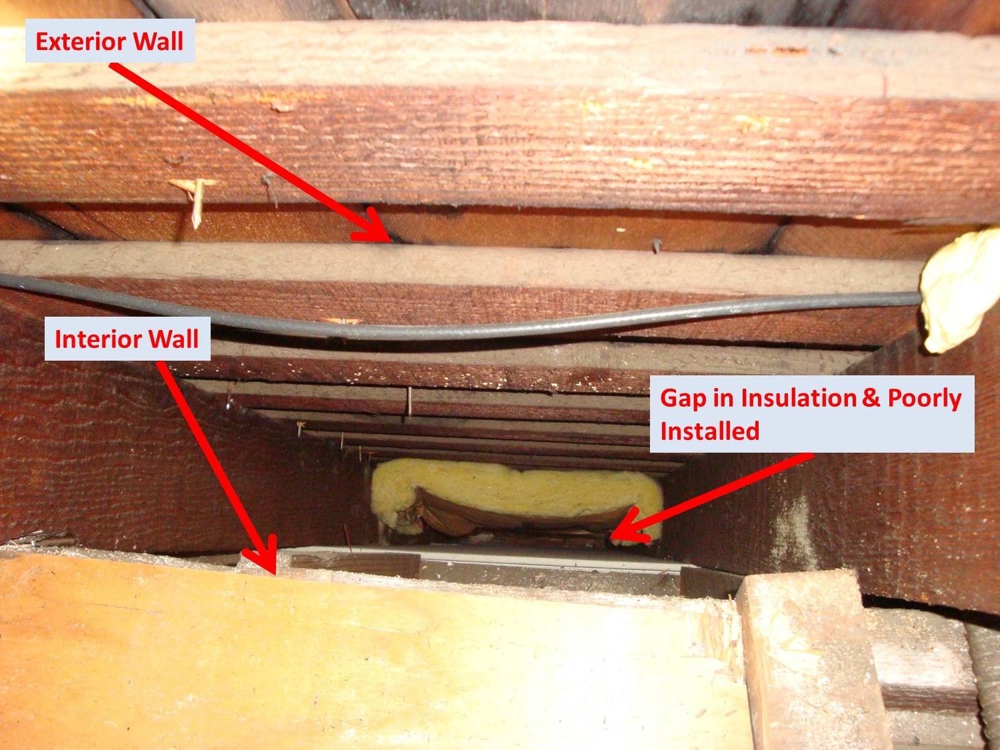 Exterior Wall
Interior Wall
Gap in Insulation & Poorly
Installed